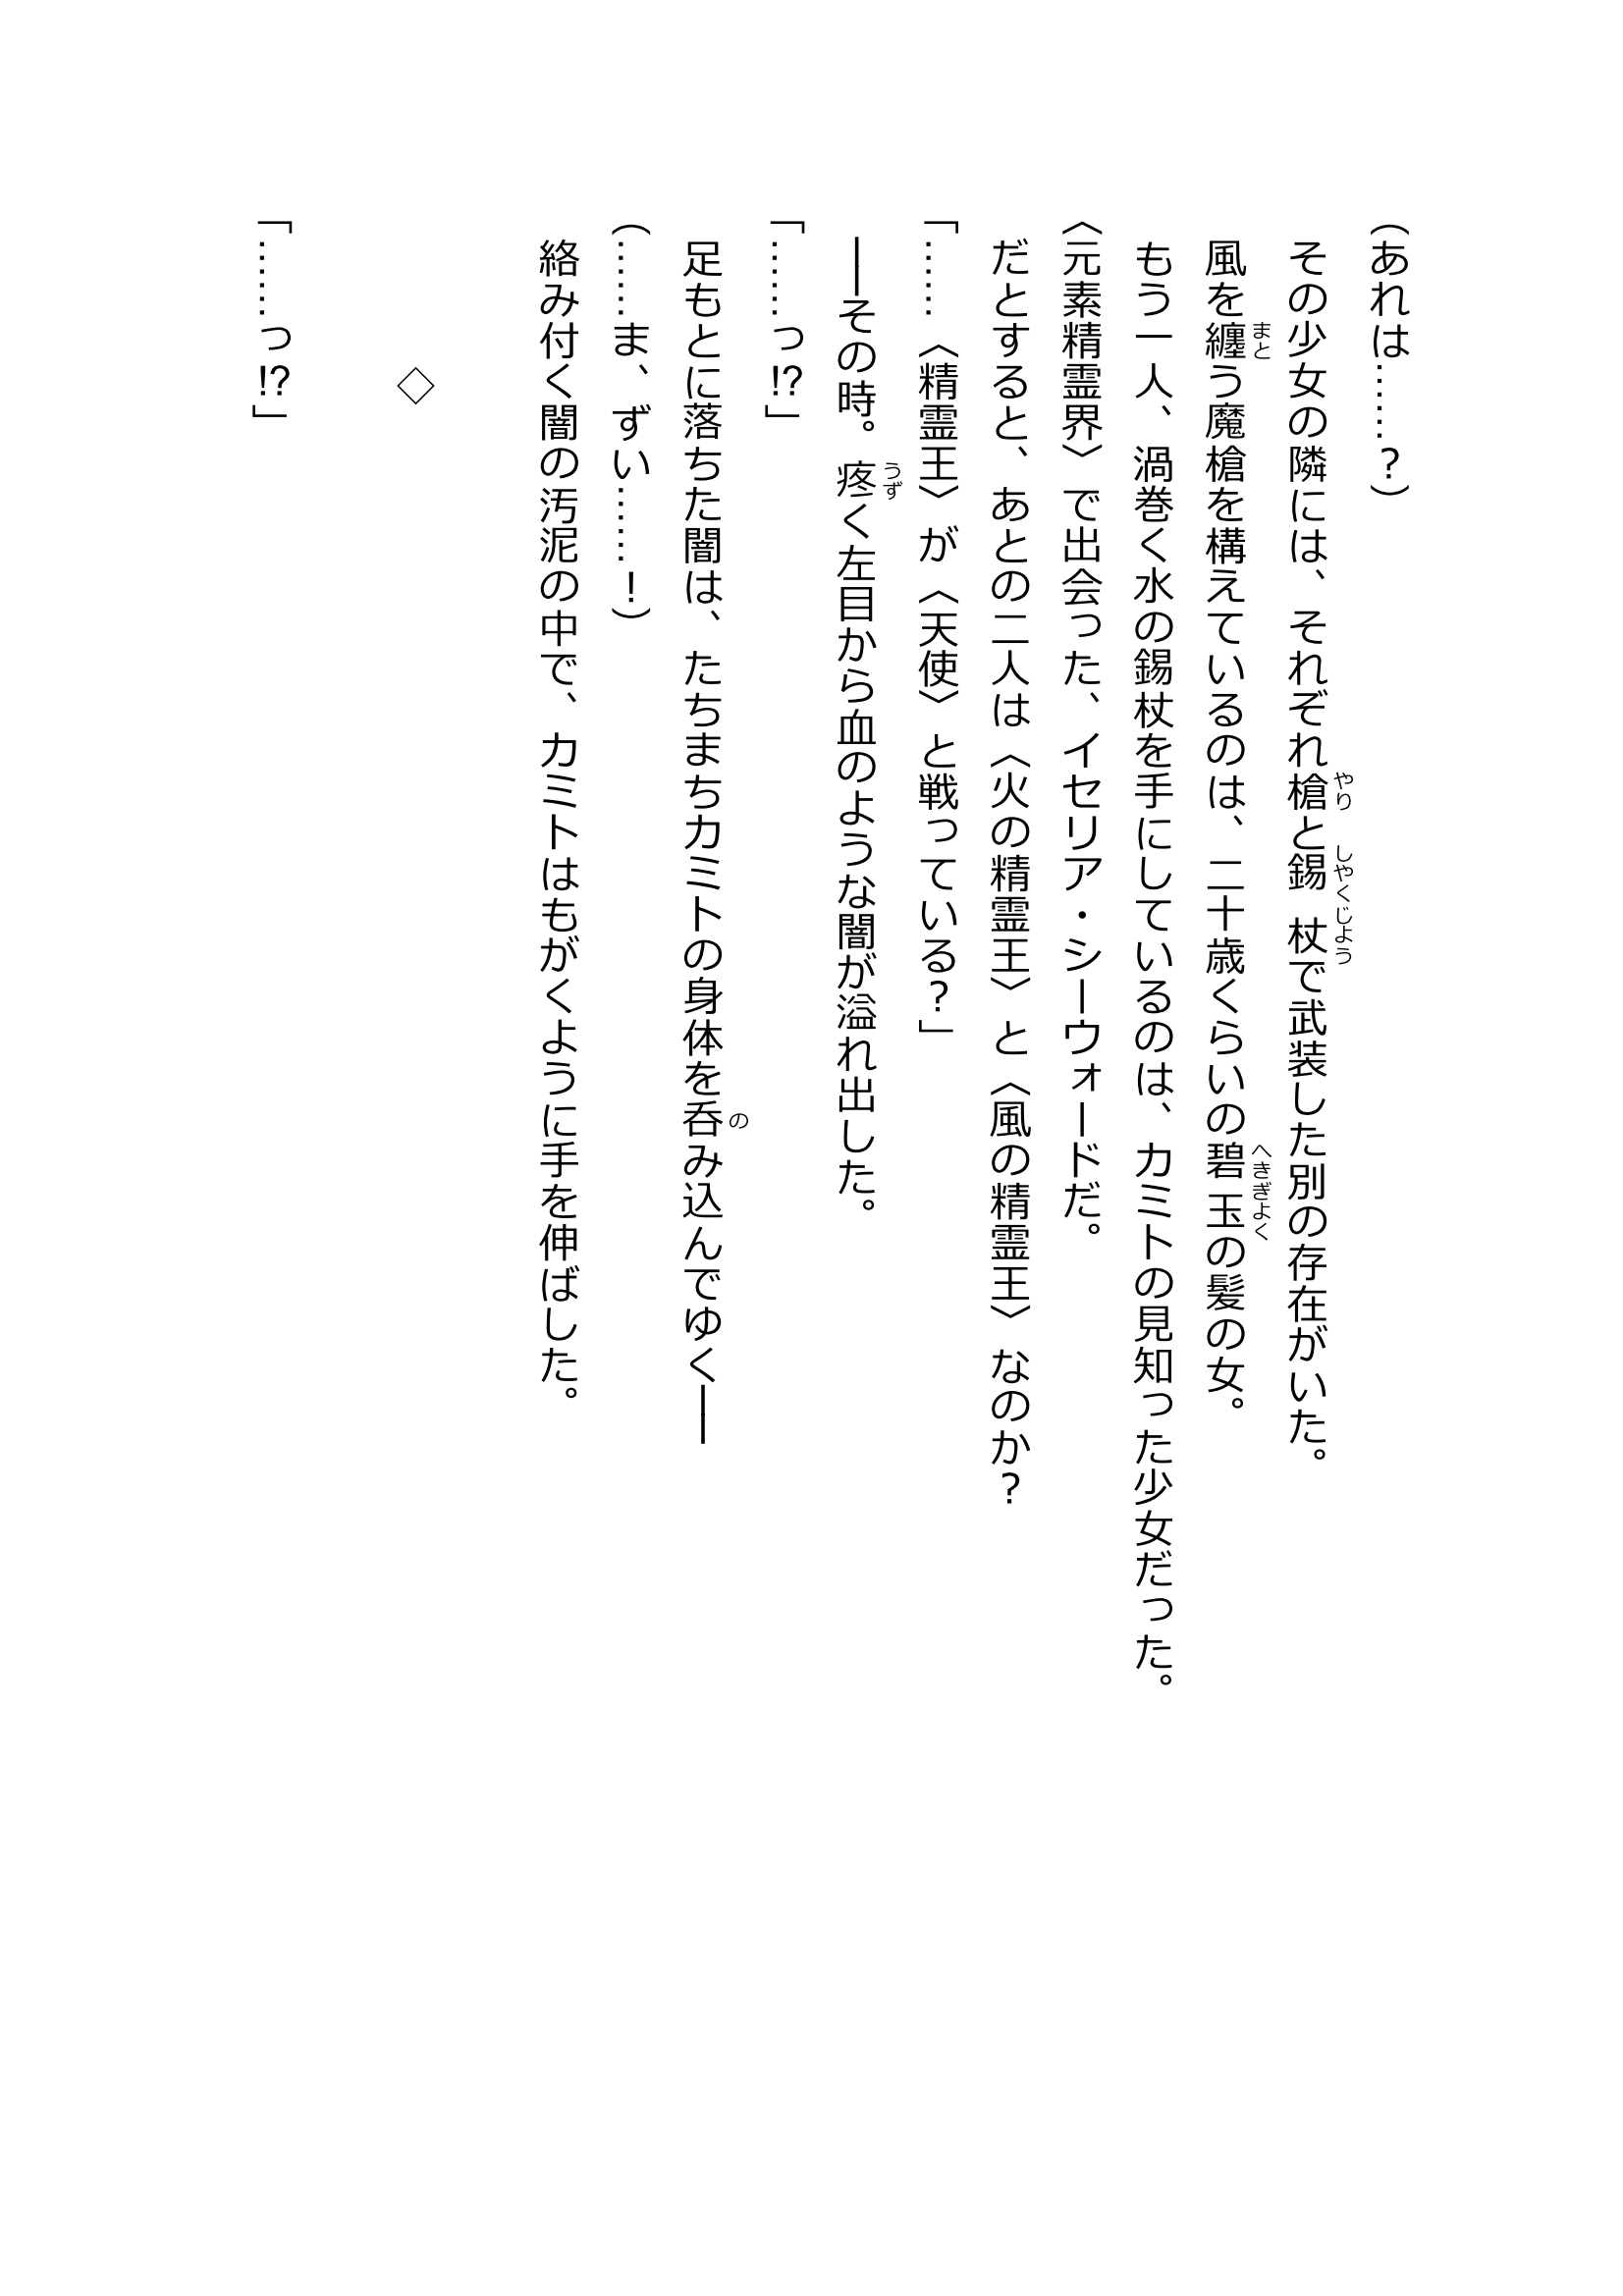 （あれは……？）
その少女の隣には、それぞれ槍と錫杖で武装した別の存在がいた。
風を纏う魔槍を構えているのは、二十歳くらいの碧玉の髪の女。
もう一人、渦巻く水の錫杖を手にしているのは、カミトの見知った少女だった。
〈元素精霊界〉で出会った、イセリア・シーウォードだ。
だとすると、あとの二人は〈火の精霊王〉と〈風の精霊王〉なのか？
「……〈精霊王〉が〈天使〉と戦っている？」
──その時。疼く左目から血のような闇が溢れ出した。
「……っ⁉」
足もとに落ちた闇は、たちまちカミトの身体を呑み込んでゆく──
（……ま、ずい……！）
絡み付く闇の汚泥の中で、カミトはもがくように手を伸ばした。
◇
「……っ⁉」